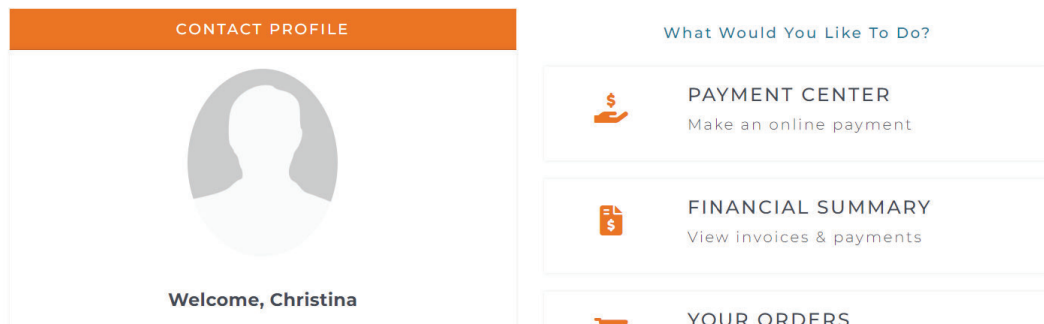 CONTACT PROFILE
Welcome, Christina
What Would You Like To Do?
PAYMENT CENTER
Make an online payment
FINANCIAL SUMMARY
View invoices & payments
YOUR ORDERS